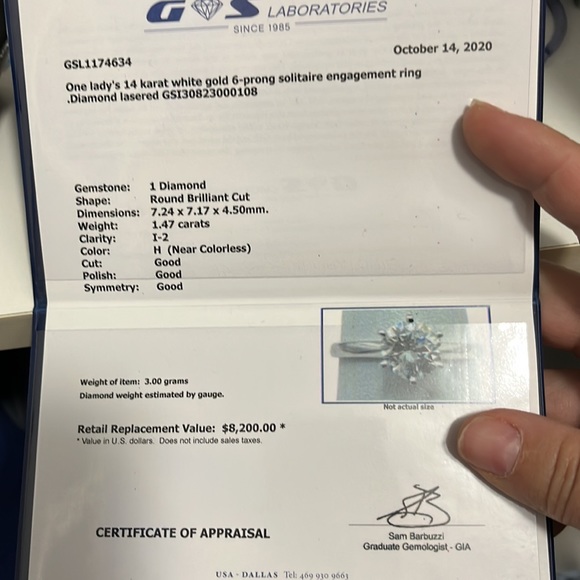 G S LABORATORIES
SINCE 1985
October 14, 2020
GSL1174634
One lady's 14 karat white gold 6-prong solitaire engagement ring
.Diamond lasered GSI30823000108
Gemstone: 1 Diamond
Shape: Round Brilliant Cut
Dimensions: 7.24 x 7.17 x 4.50mm.
Weight: 1.47 carats
Clarity: I-2
Color: H (Near Colorless)
Cut: Good
Polish: Good
Symmetry: Good
Weight of item: 3.00 grams
Diamond weight estimated by gauge.
Not actual size
Retail Replacement Value: $8,200.00 *
* Value in U.S. dollars. Does not include sales taxes.
CERTIFICATE OF APPRAISAL
Sam Barbuzzi
Graduate Gemologist - GIA
USA - DALLAS Tel: 469 930 9663